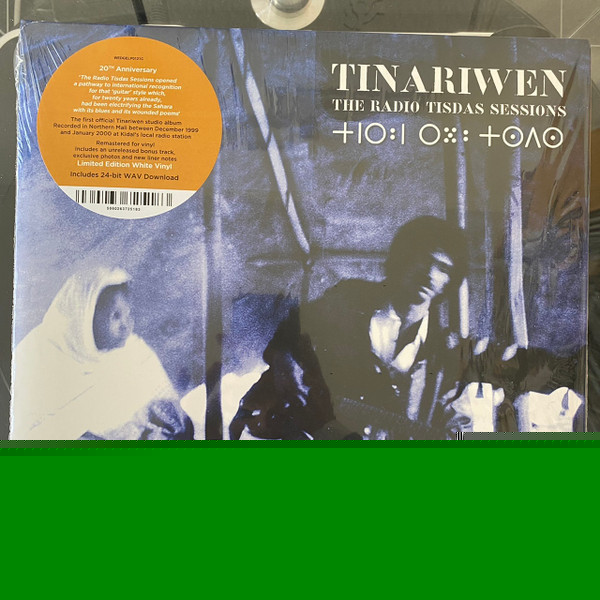 20TH Anniversary
'The Radio Tisdas Sessions opened
a pathway to international recognition
for that 'guitar' style which,
for twenty years already,
had been electrifying the Sahara
with its blues and its wounded poems'
The first official Tinariwen studio album
Recorded in Northern Mali between December 1999
and January 2000 at Kidal's local radio station
Remastered for vinyl
Includes an unreleased bonus track,
exclusive photos and new liner notes
Limited Edition White Vinyl
Includes 24-bit WAV Download
TINARIWEN
THE RADIO TISDAS SESSIONS
ⵜⵏⵔⵓⵏ ⵜⵙⴷⵙ